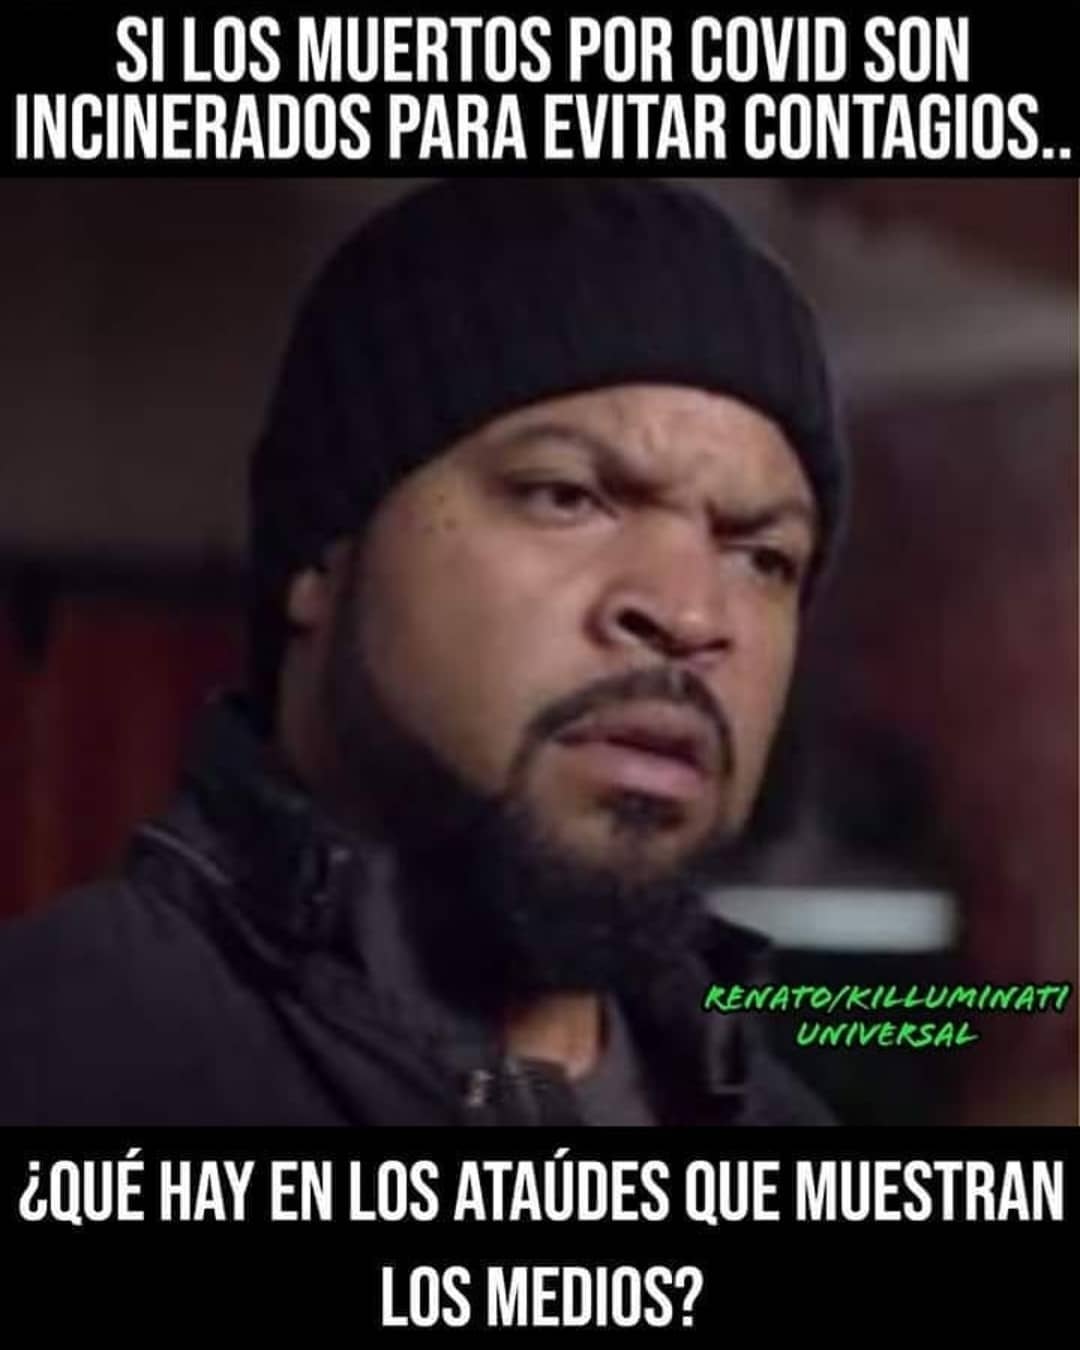 SI LOS MUERTOS POR COVID SON
INCINERADOS PARA EVITAR CONTAGIOS..
RENATO/KILLUMINATI
UNIVERSAL
¿QUÉ HAY EN LOS ATAÚDES QUE MUESTRAN
LOS MEDIOS?